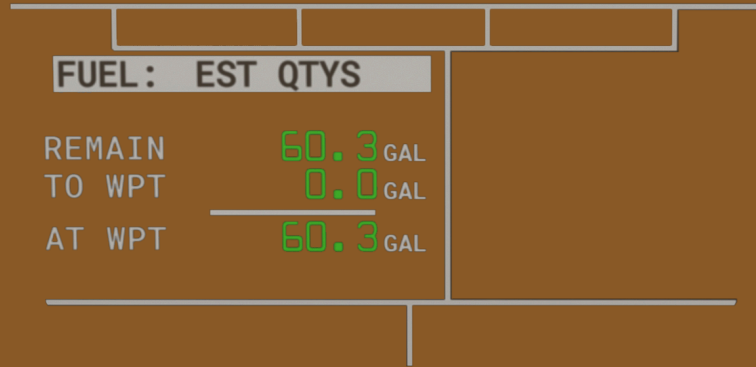 FUEL: EST QTYS
REMAIN 60.3 GAL
TO WPT 0.0 GAL
AT WPT 60.3 GAL